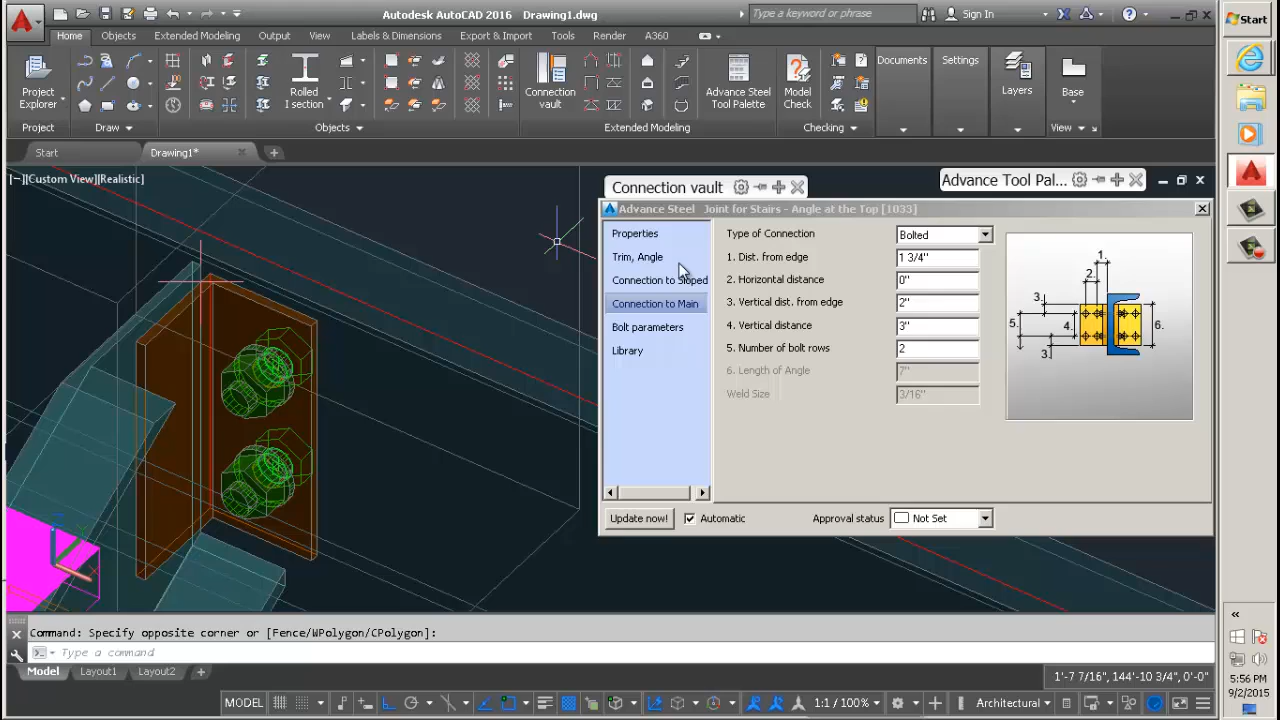 Autodesk AutoCAD 2016 Drawing1.dwg
Type a keyword or phrase
Sign In
Start
Home Objects Extended Modeling Output View Labels & Dimensions Export & Import Tools Render A360
Project Explorer
Rolled I section
Connection vault
Advance Steel Tool Palette
Model Check
Documents
Settings
Layers
Base
Project Draw Objects Extended Modeling Checking View
Start Drawing1*
[−][Custom View][Realistic]
Connection vault
Advance Tool Pal...
Advance Steel Joint for Stairs - Angle at the Top [1033]
Properties
Trim, Angle
Connection to Sloped
Connection to Main
Bolt parameters
Library
Type of Connection Bolted
1. Dist. from edge 1 3/4"
2. Horizontal distance 0"
3. Vertical dist. from edge 2"
4. Vertical distance 3"
5. Number of bolt rows 2
6. Length of Angle 7"
Weld Size 3/16"
1.
2.
3.
5.
4.
6.
3.
Update now! Automatic Approval status Not Set
Command: Specify opposite corner or [Fence/WPolygon/CPolygon]:
Type a command
Model Layout1 Layout2 +
1'-7 7/16", 144'-10 3/4", 0'-0"
MODEL 1:1 / 100% Architectural
5:56 PM
9/2/2015